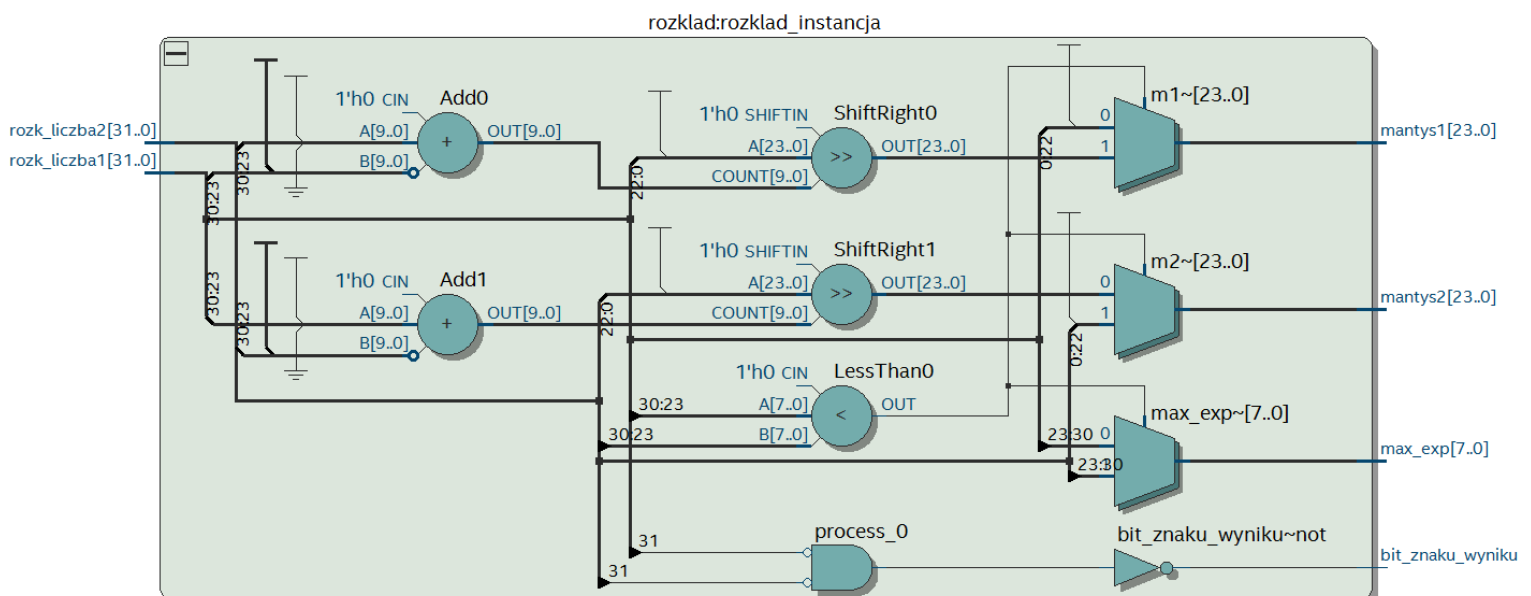 rozklad:rozklad_instancja
rozk_liczba2[31..0]
rozk_liczba1[31..0]
30:23
30:23
1'h0 CIN
Add0
A[9..0]
B[9..0]
+
OUT[9..0]
30:23
30:23
1'h0 CIN
Add1
A[9..0]
B[9..0]
+
OUT[9..0]
22:0
1'h0 SHIFTIN
ShiftRight0
A[23..0]
COUNT[9..0]
>>
OUT[23..0]
22:0
1'h0 SHIFTIN
ShiftRight1
A[23..0]
COUNT[9..0]
>>
OUT[23..0]
1'h0 CIN
LessThan0
30:23
A[7..0]
30:23
B[7..0]
<
OUT
0:22
m1~[23..0]
0
1
mantys1[23..0]
m2~[23..0]
0
1
0:22
mantys2[23..0]
max_exp~[7..0]
23:30
0
23:30
1
max_exp[7..0]
31
31
process_0
bit_znaku_wyniku~not
bit_znaku_wyniku